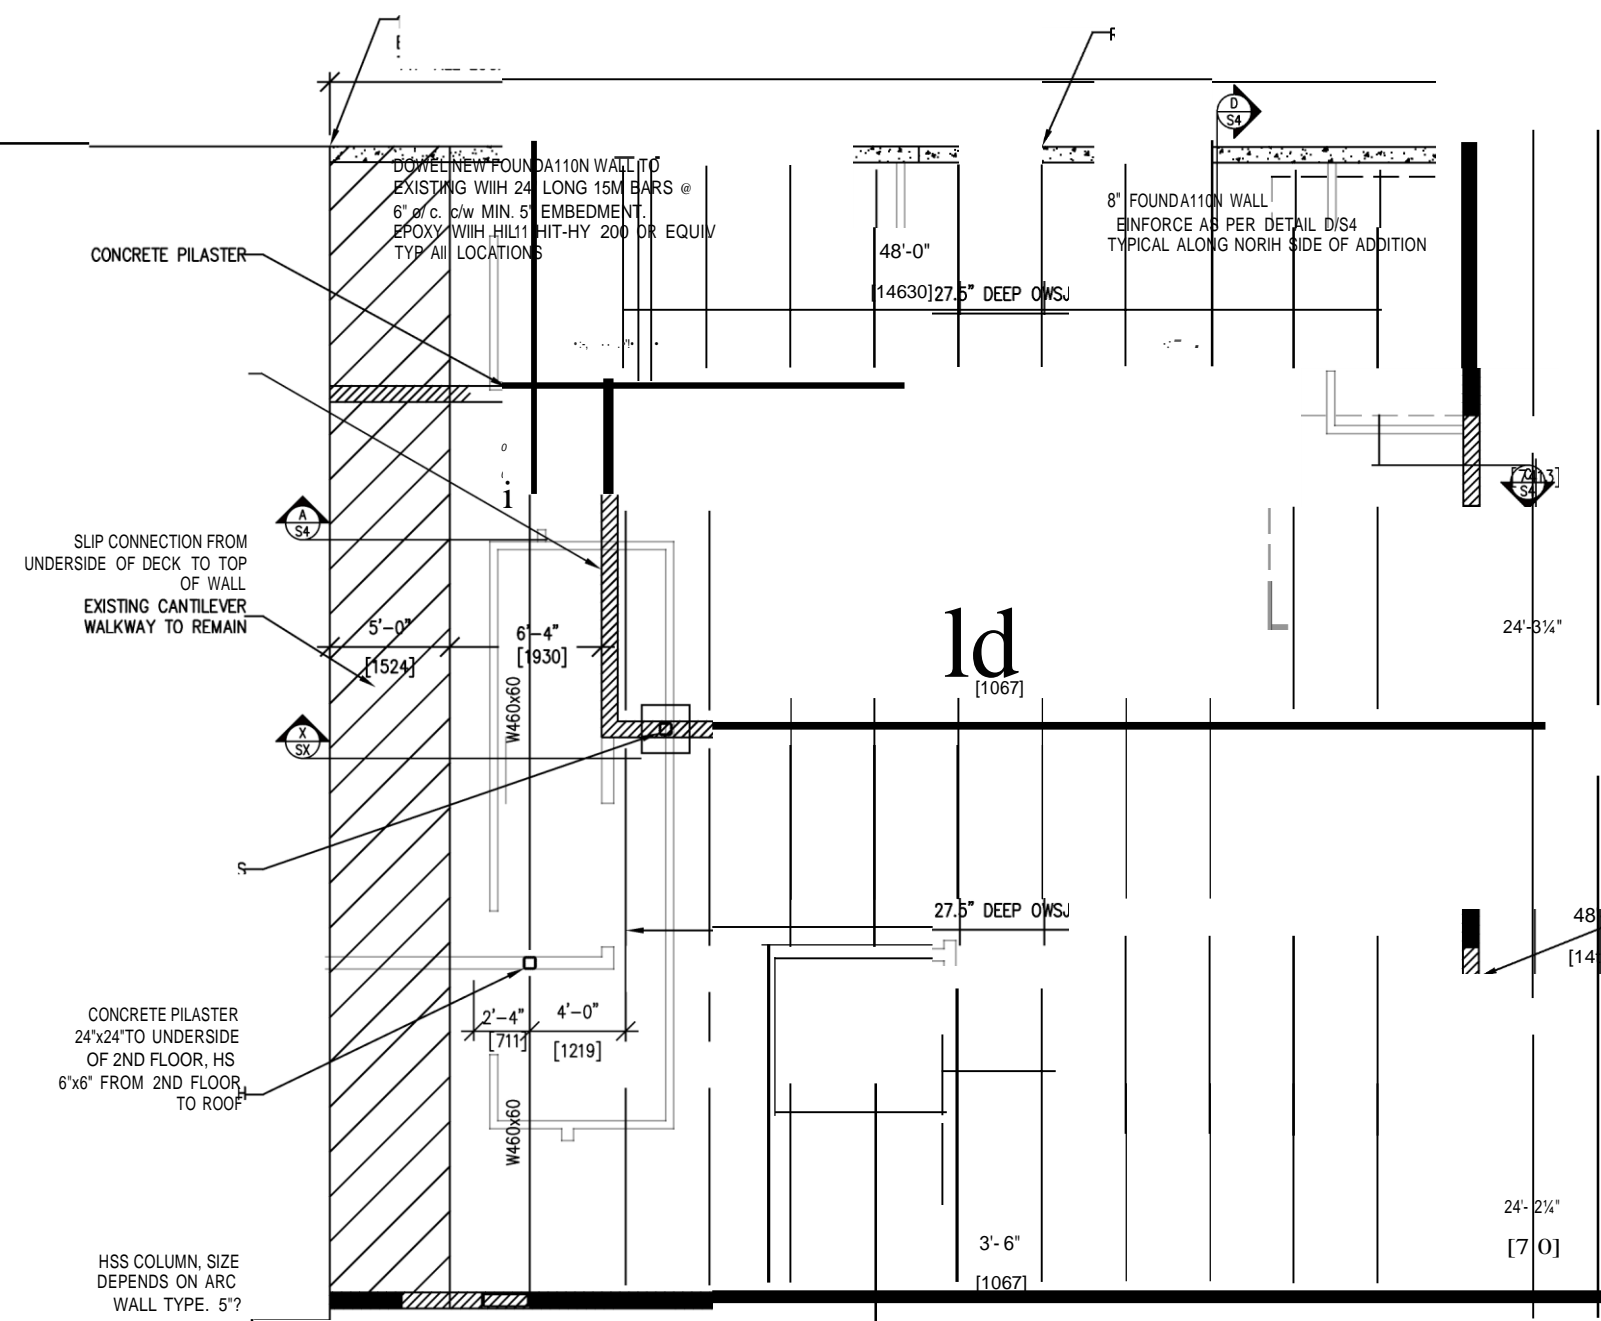 D
S4
DOWEL NEW FOUNDA110N WALL TO
EXISTING WIIH 24" LONG 15M BARS @
6" o/c. c/w MIN. 5" EMBEDMENT.
EPOXY WIIH HIL11 HIT-HY 200 OR EQUIV
TYP All LOCATIONS
8" FOUNDA110N WALL
EINFORCE AS PER DETAIL D/S4
TYPICAL ALONG NORIH SIDE OF ADDITION
CONCRETE PILASTER
48'-0"
[14630]
27.5" DEEP OWSJ
i
A
S4
S4
SLIP CONNECTION FROM
UNDERSIDE OF DECK TO TOP
OF WALL
EXISTING CANTILEVER
WALKWAY TO REMAIN
5'-0"
[1524]
6'-4"
[1930]
W460x60
ld
[1067]
24'-3¼"
X
SX
S
27.5" DEEP OWSJ
48
[14
CONCRETE PILASTER
24"x24"TO UNDERSIDE
OF 2ND FLOOR, HS
6"x6" FROM 2ND FLOOR
TO ROOF
2'-4"
[711]
4'-0"
[1219]
W460x60
24'- 2¼"
[7 0]
3'- 6"
[1067]
HSS COLUMN, SIZE
DEPENDS ON ARC
WALL TYPE. 5"?